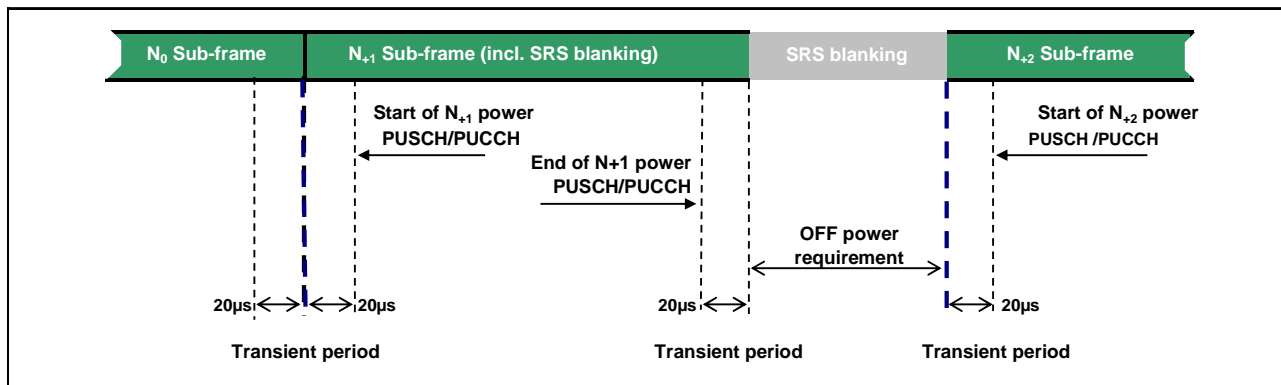 N0 Sub-frame
N+1 Sub-frame (incl. SRS blanking)
SRS blanking
N+2 Sub-frame
Start of N+1 power
PUSCH/PUCCH
End of N+1 power
PUSCH/PUCCH
Start of N+2 power
PUSCH /PUCCH
OFF power
requirement
20µs
20µs
20µs
20µs
Transient period
Transient period
Transient period